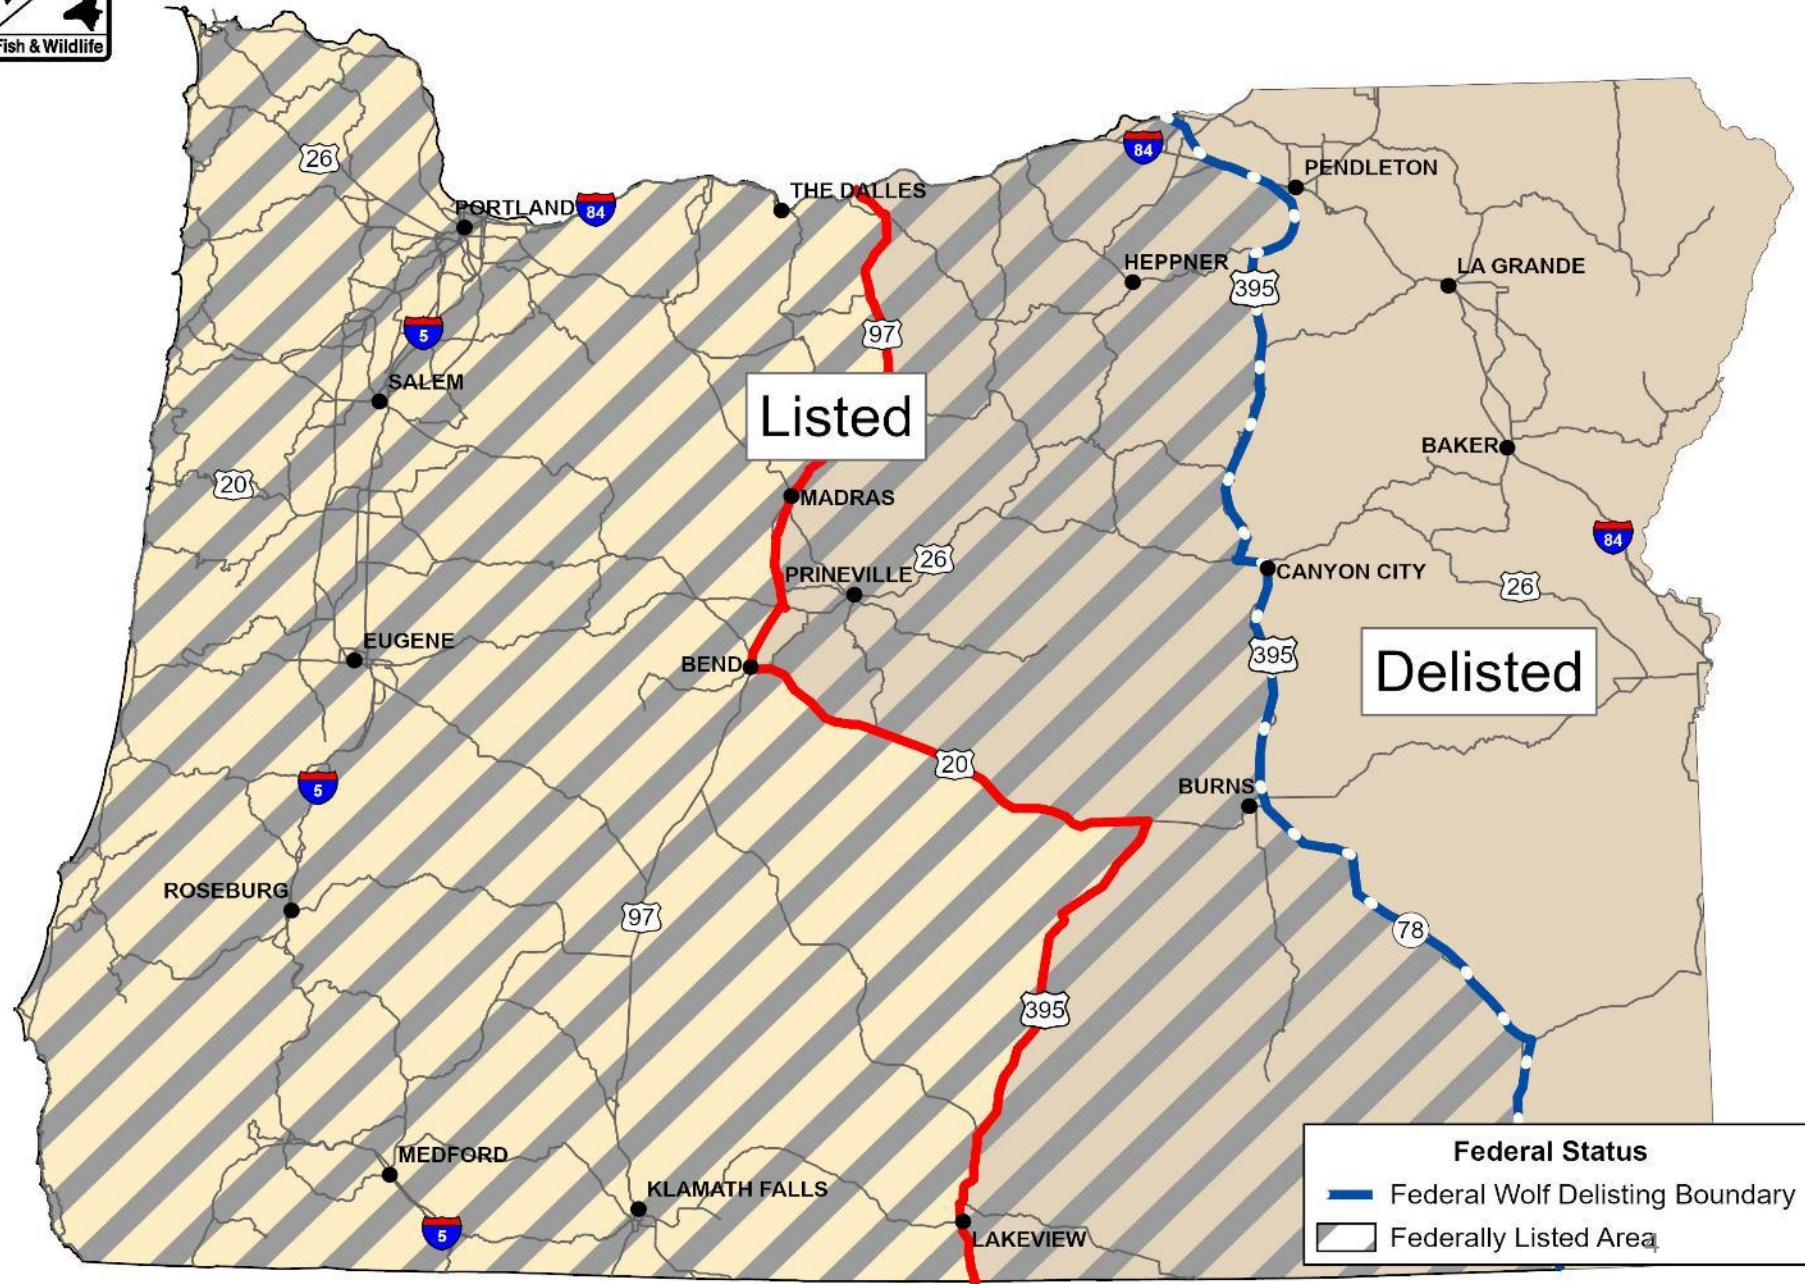 Fish & Wildlife
26
84
PENDLETON
THE DALLES
PORTLAND
84
HEPPNER
LA GRANDE
395
5
97
SALEM
Listed
BAKER
20
MADRAS
84
26
PRINEVILLE
CANYON CITY
26
EUGENE
395
BEND
Delisted
20
BURNS
5
ROSEBURG
97
78
395
MEDFORD
KLAMATH FALLS
5
LAKEVIEW
Federal Status
Federal Wolf Delisting Boundary
Federally Listed Area
4